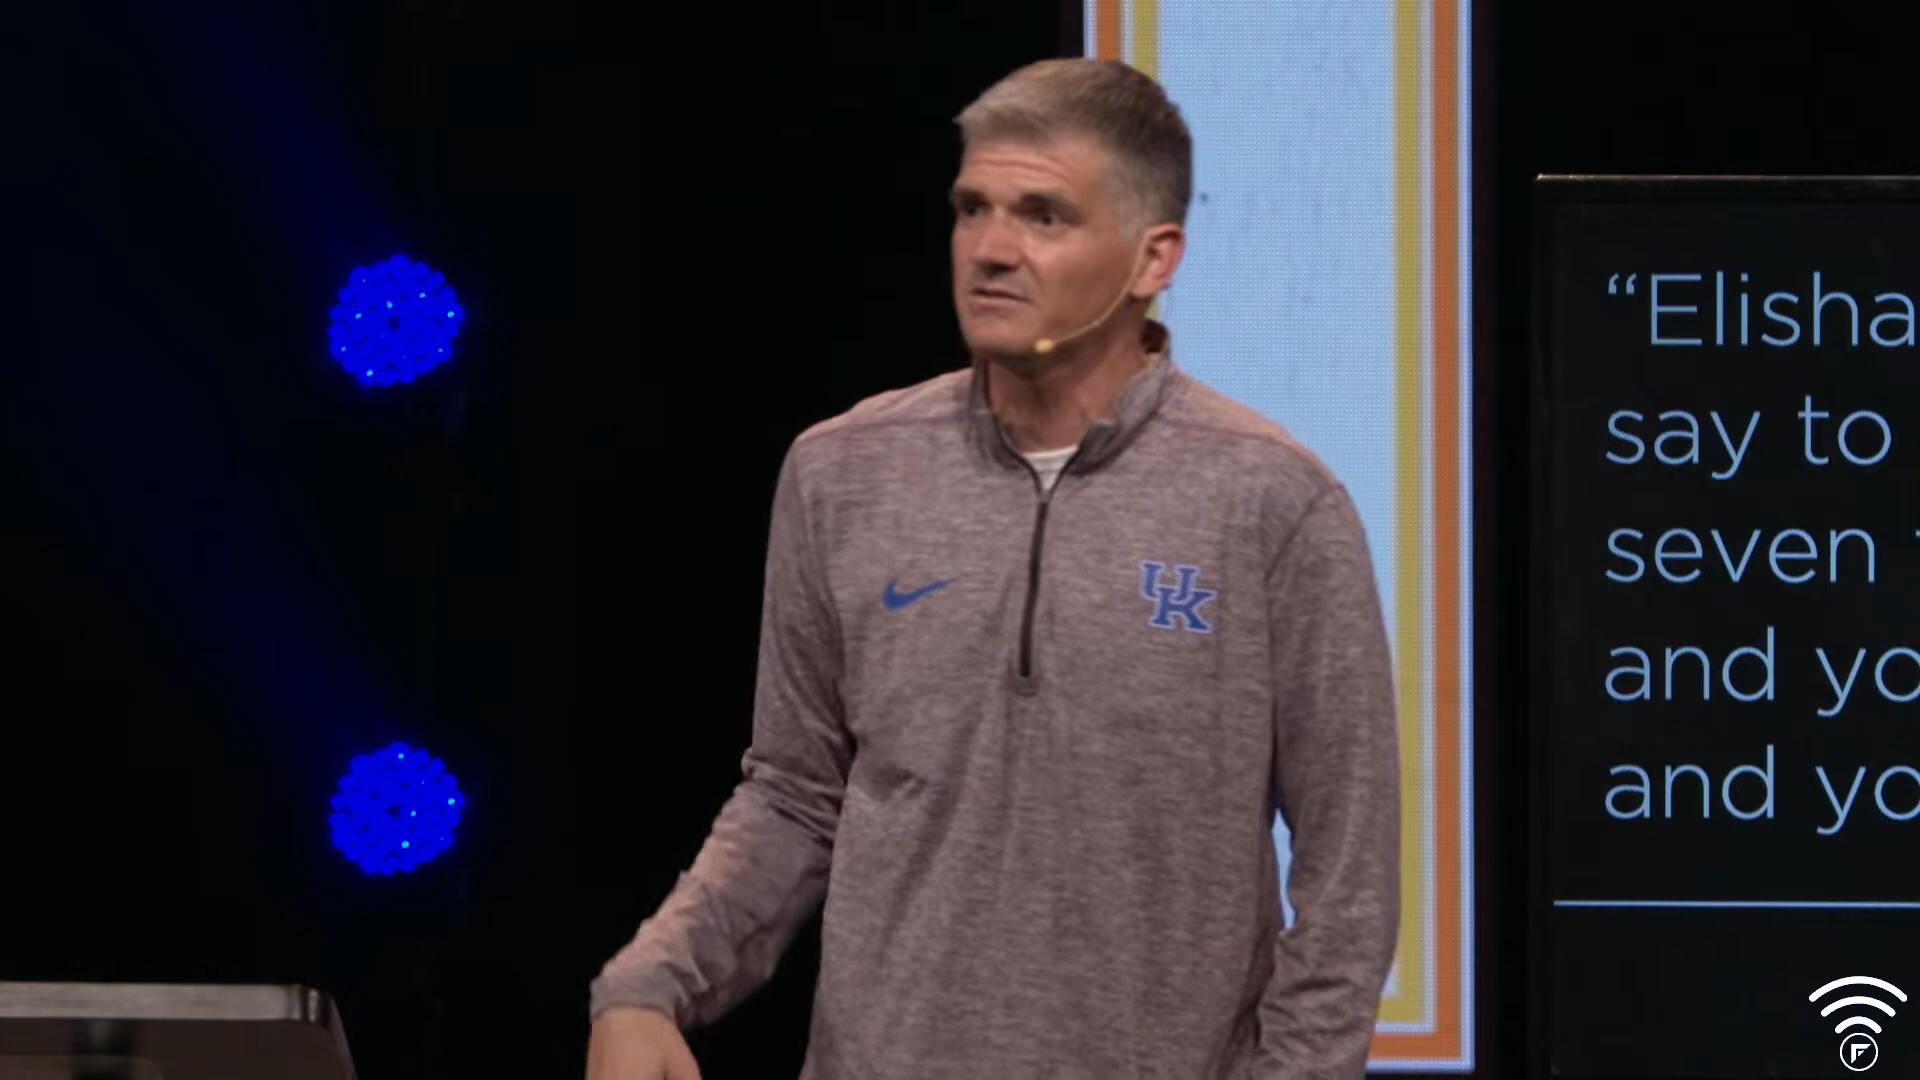 UK
“Elisha
say to
seven
and yo
and yo
F